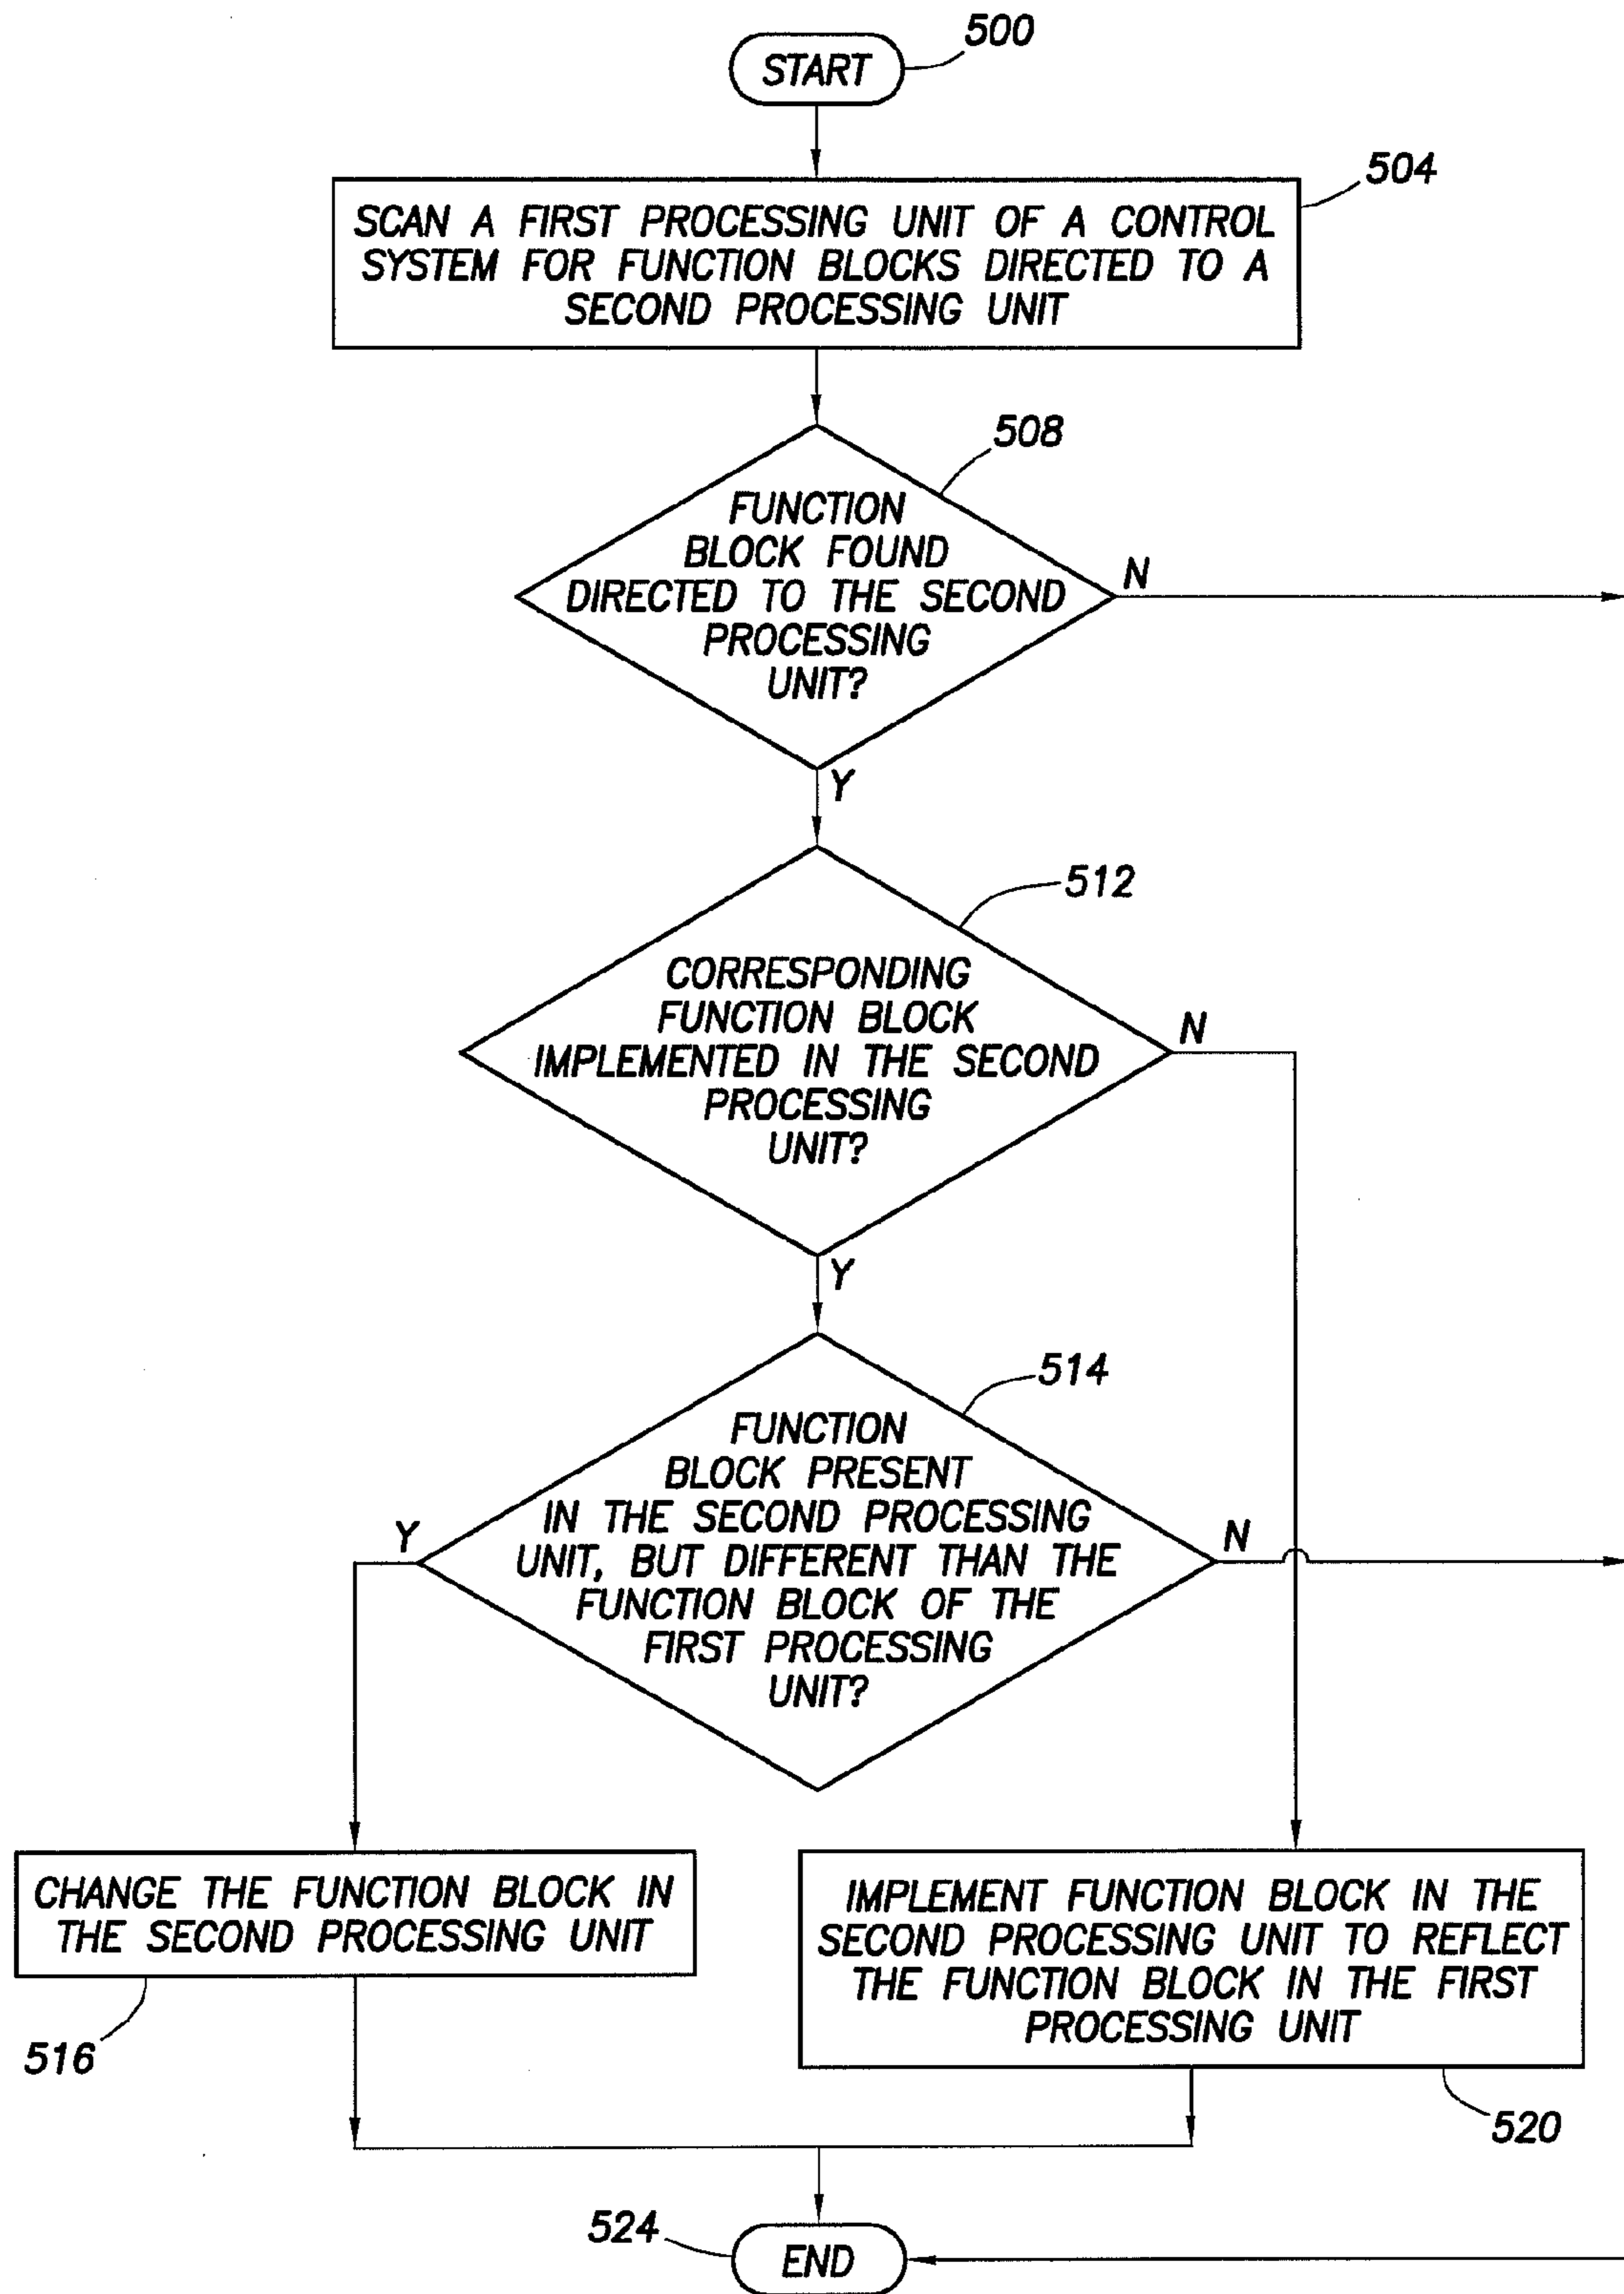 START
500
504
SCAN A FIRST PROCESSING UNIT OF A CONTROL
SYSTEM FOR FUNCTION BLOCKS DIRECTED TO A
SECOND PROCESSING UNIT
508
FUNCTION
BLOCK FOUND
DIRECTED TO THE SECOND
PROCESSING
UNIT?
N
Y
512
CORRESPONDING
FUNCTION BLOCK
IMPLEMENTED IN THE SECOND
PROCESSING
UNIT?
N
Y
514
FUNCTION
BLOCK PRESENT
IN THE SECOND PROCESSING
UNIT, BUT DIFFERENT THAN THE
FUNCTION BLOCK OF THE
FIRST PROCESSING
UNIT?
Y
N
CHANGE THE FUNCTION BLOCK IN
THE SECOND PROCESSING UNIT
516
IMPLEMENT FUNCTION BLOCK IN THE
SECOND PROCESSING UNIT TO REFLECT
THE FUNCTION BLOCK IN THE FIRST
PROCESSING UNIT
520
524
END